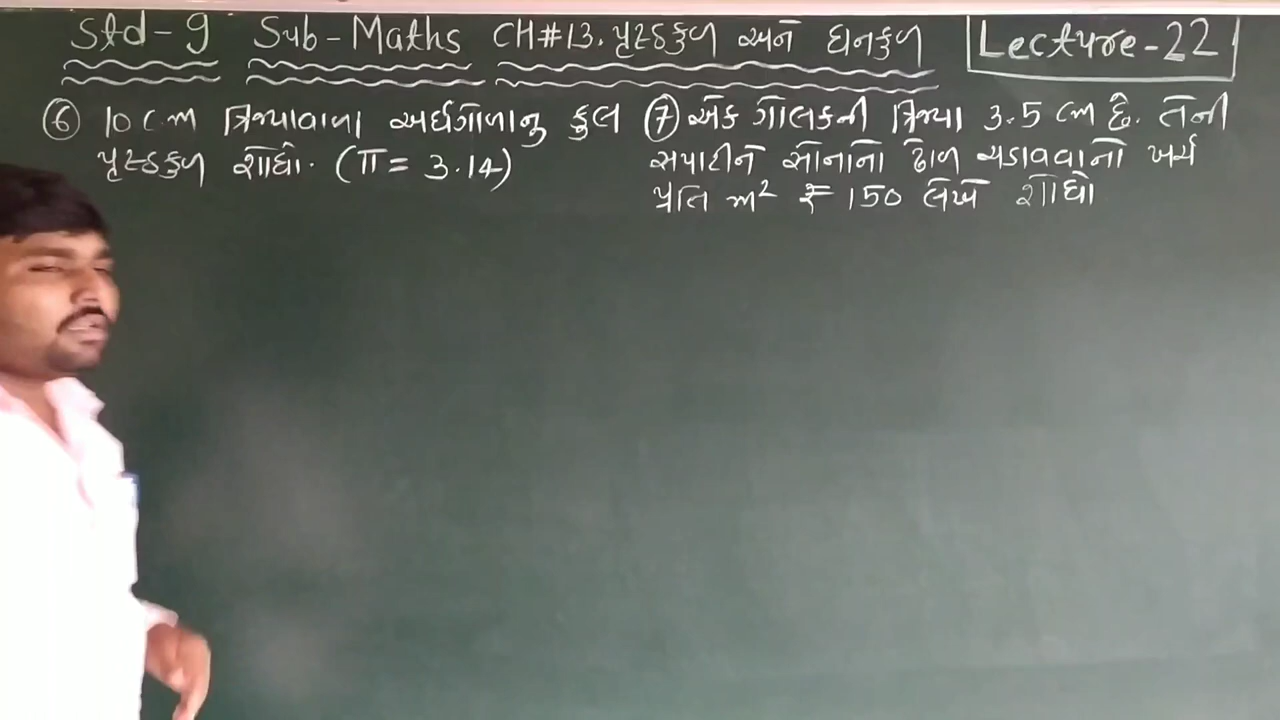 Std-9 Sub-Maths CH#13. પૃષ્ઠફળ અને ઘનફળ Lecture-22
⑥ 10 cm ત્રિજ્યાવાળા અર્ધગોળાનુ કુલ
પૃષ્ઠફળ શોધો. (π = 3.14)
⑦ એક ગોલકની ત્રિજ્યા 3.5 cm છે. તેની
સપાટીને સોનાનો ઢોળ ચડાવવાનો ખર્ચ
પ્રતિ m² ₹ 150 લેખે શોધો